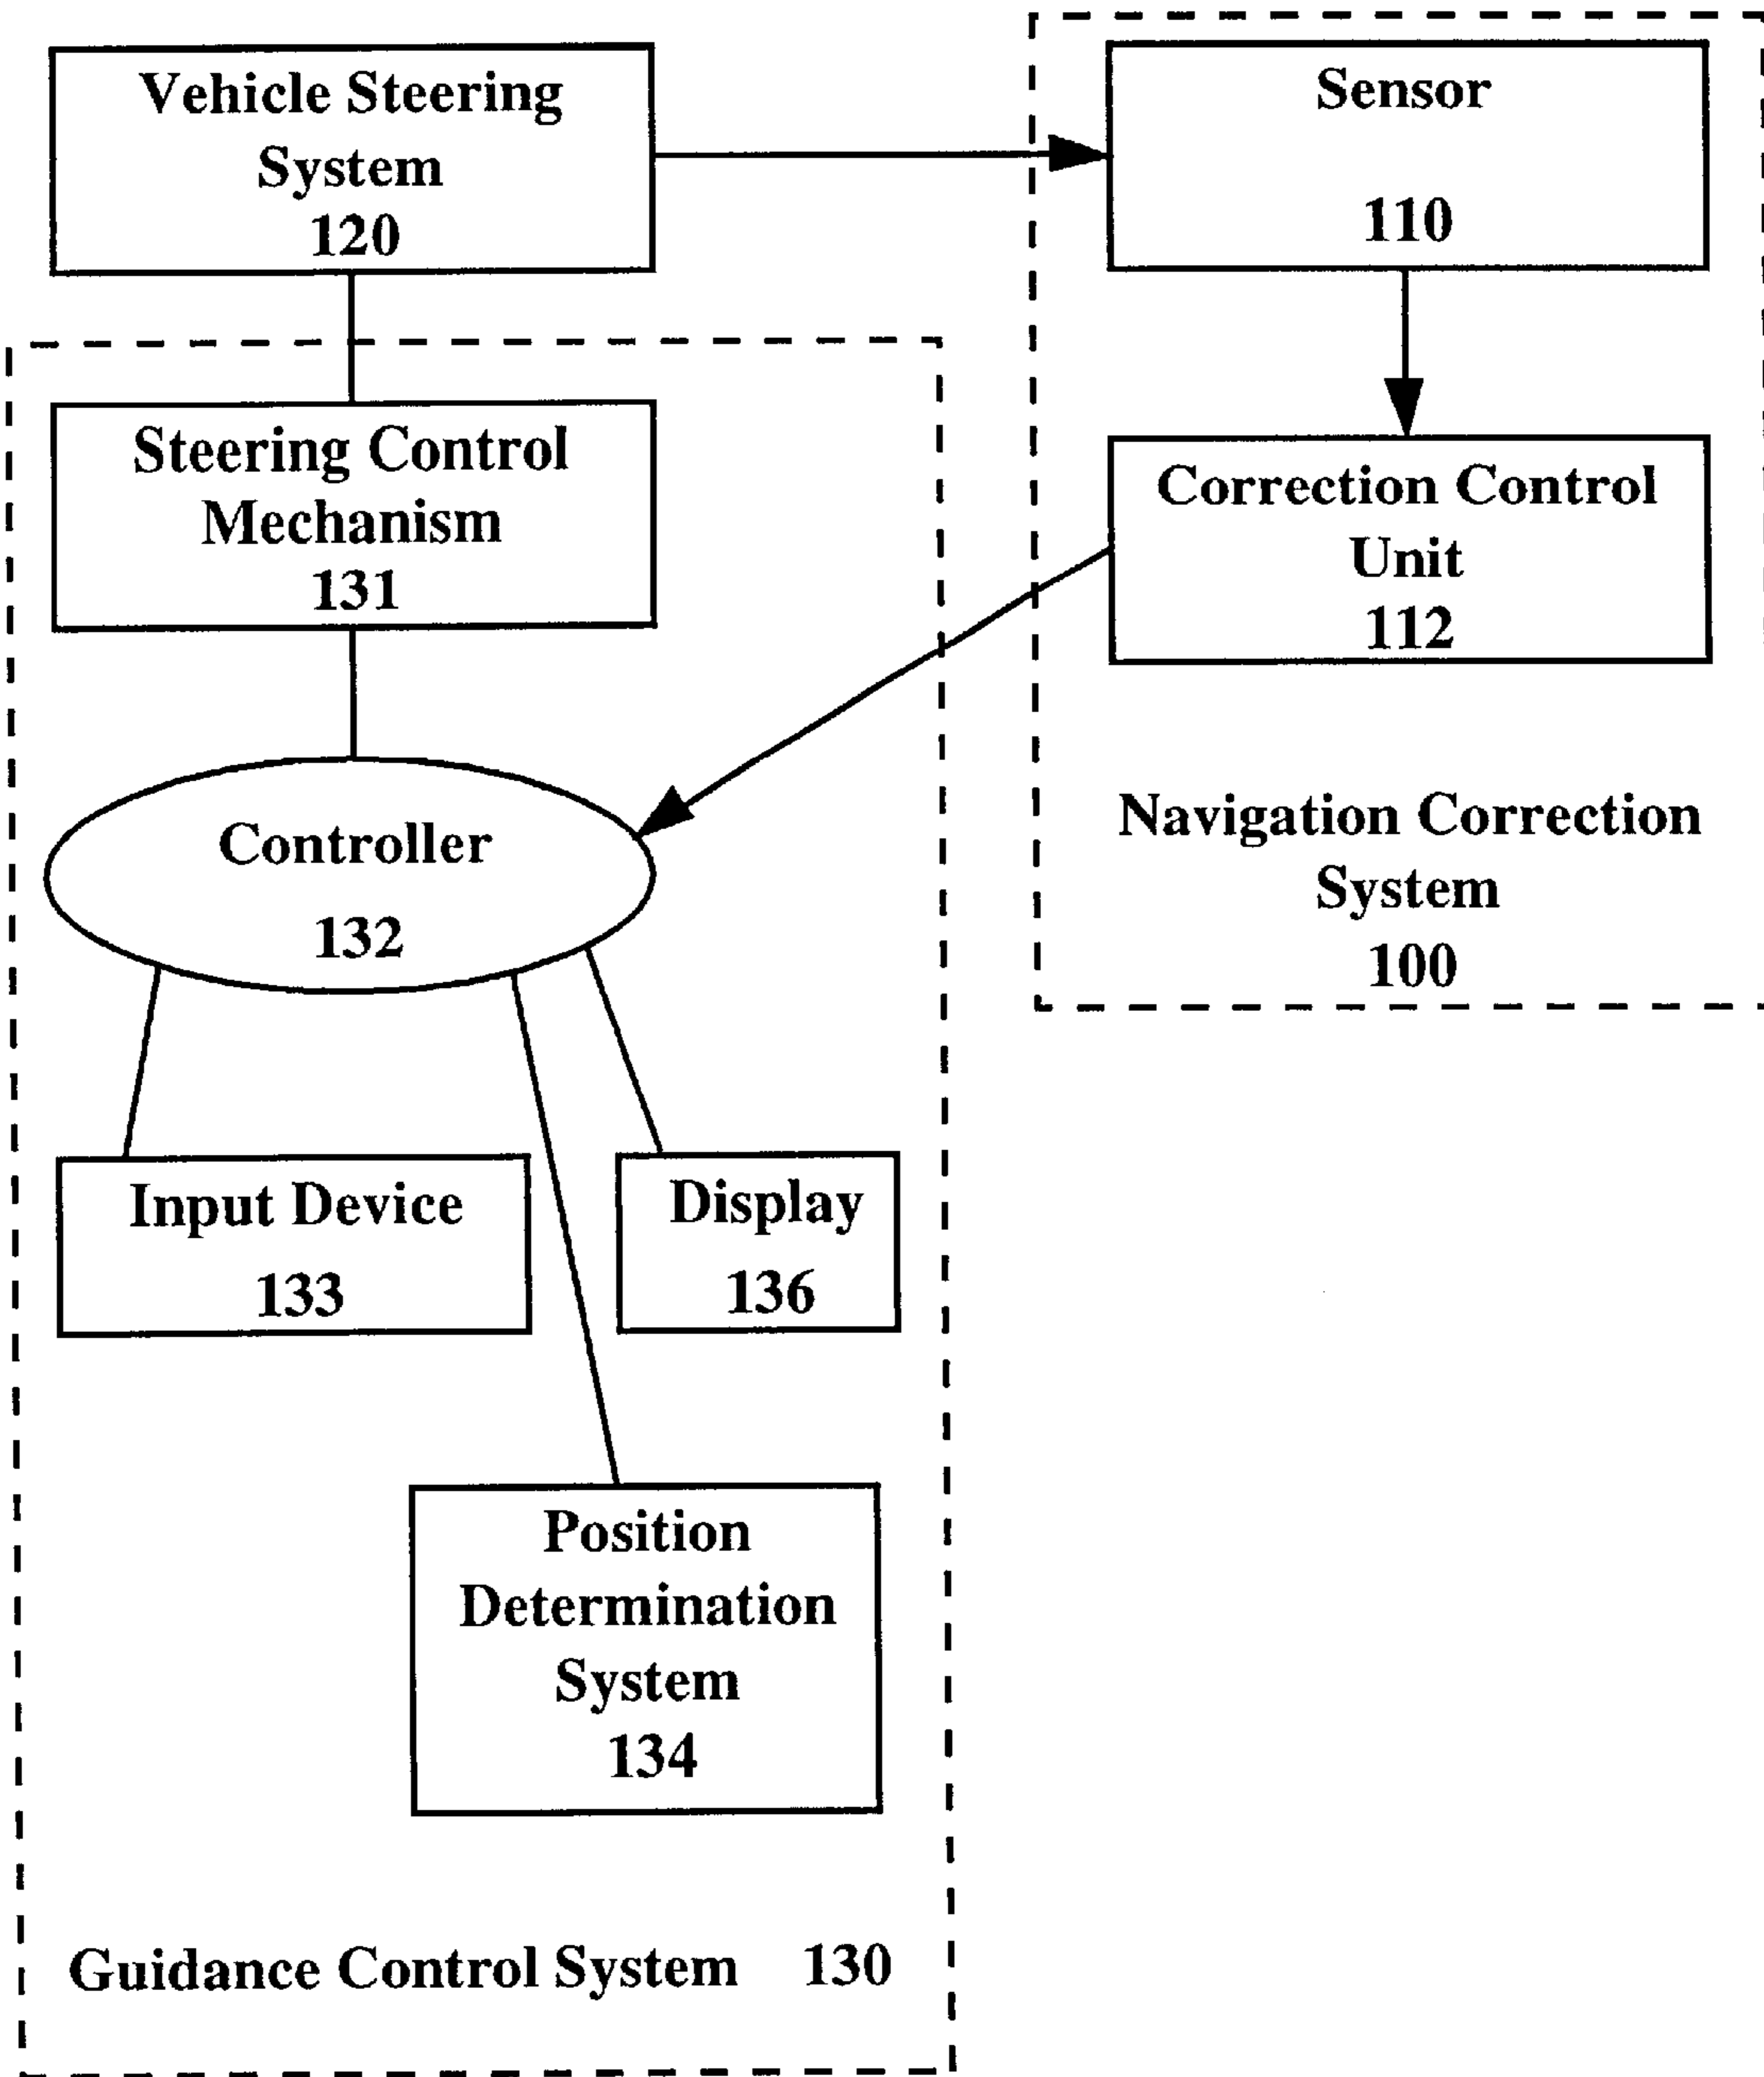 Vehicle Steering
System
120
Sensor
110
Steering Control
Mechanism
131
Correction Control
Unit
112
Controller
132
Navigation Correction
System
100
Input Device
133
Display
136
Position
Determination
System
134
Guidance Control System 130